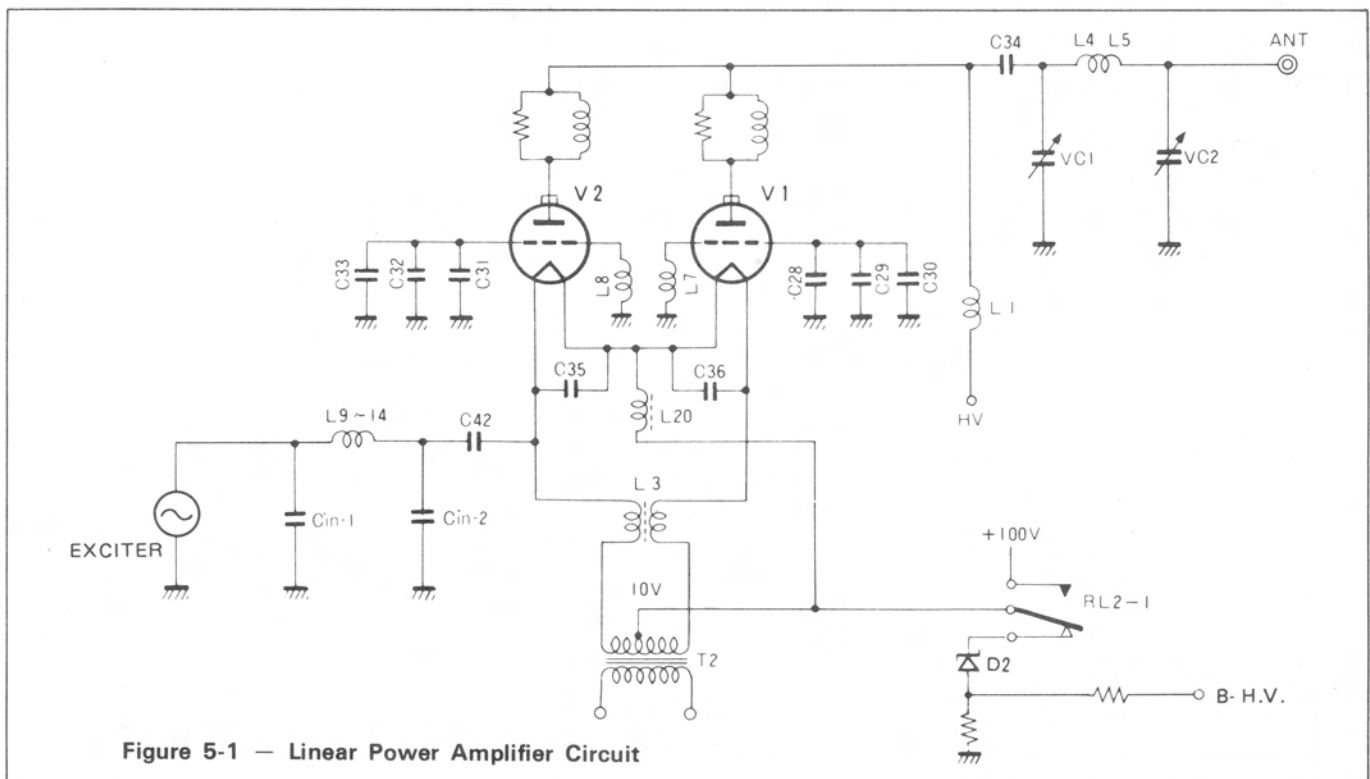 C34
L4 L5
ANT
VC1
VC2
V2
V1
C33
C32
C31
L8
L7
C28
C29
C30
L1
HV
C35
C36
L20
L9~14
C42
L3
EXCITER
Cin-1
Cin-2
10V
T2
+100V
RL2-1
D2
B-H.V.
Figure 5-1 — Linear Power Amplifier Circuit